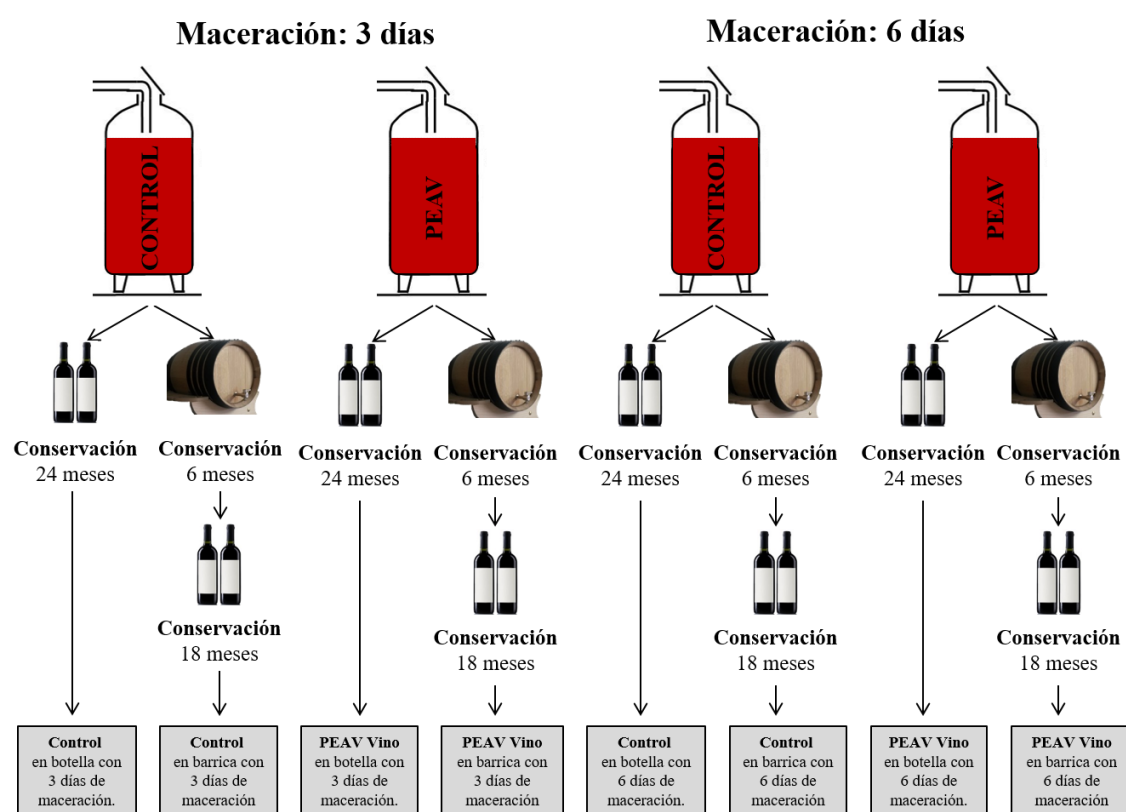 Maceración: 3 días
Maceración: 6 días
CONTROL
PEAV
CONTROL
PEAV
Conservación
24 meses
Conservación
6 meses
Conservación
24 meses
Conservación
6 meses
Conservación
24 meses
Conservación
6 meses
Conservación
24 meses
Conservación
6 meses
Conservación
18 meses
Conservación
18 meses
Conservación
18 meses
Conservación
18 meses
Control
en botella con
3 días de
maceración.
Control
en barrica con
3 días de
maceración
PEAV Vino
en botella con
3 días de
maceración.
PEAV Vino
en barrica con
3 días de
maceración
Control
en botella con
6 días de
maceración.
Control
en barrica con
6 días de
maceración
PEAV Vino
en botella con
6 días de
maceración.
PEAV Vino
en barrica con
6 días de
maceración